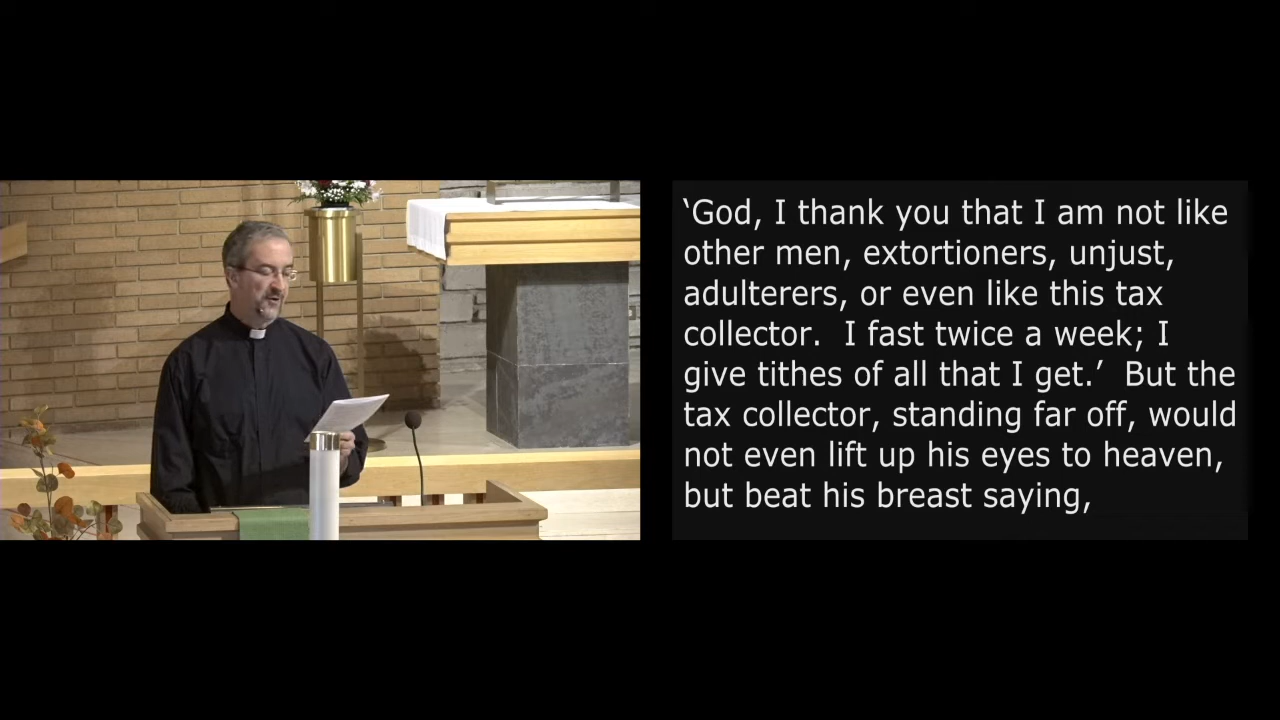 ‘God, I thank you that I am not like
other men, extortioners, unjust,
adulterers, or even like this tax
collector.  I fast twice a week; I
give tithes of all that I get.’  But the
tax collector, standing far off, would
not even lift up his eyes to heaven,
but beat his breast saying,